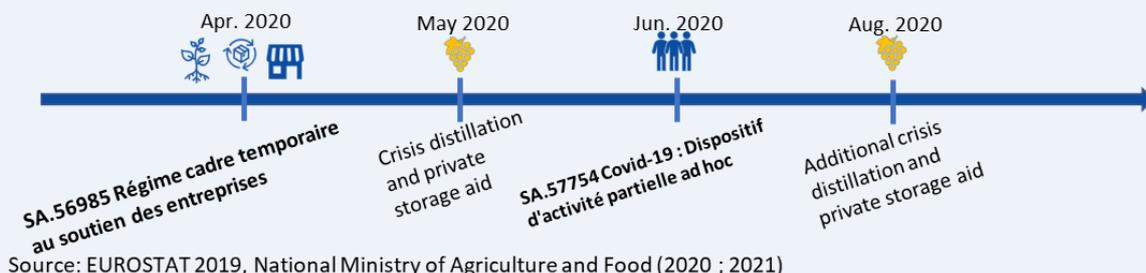 Apr. 2020
May 2020
Jun. 2020
Aug. 2020
SA.56985 Régime cadre temporaire
au soutien des entreprises
Crisis distillation
and private
storage aid
SA.57754 Covid-19 : Dispositif
d'activité partielle ad hoc
Additional crisis
distillation and
private storage aid
Source: EUROSTAT 2019, National Ministry of Agriculture and Food (2020 ; 2021)